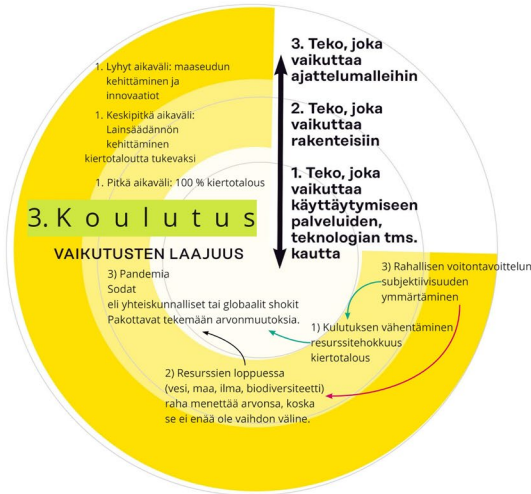 1. Lyhyt aikaväli: maaseudun
kehittäminen ja
innovaatiot
1. Keskipitkä aikaväli:
Lainsäädännön
kehittäminen
kiertotaloutta tukevaksi
1. Pitkä aikaväli: 100 % kiertotalous
3. Koulutus
VAIKUTUSTEN LAAJUUS
3. Teko, joka
vaikuttaa
ajattelumalleihin
2. Teko, joka
vaikuttaa
rakenteisiin
1. Teko, joka
vaikuttaa
käyttäytymiseen
palveluiden,
teknologian tms.
kautta
3) Pandemia
Sodat
eli yhteiskunnalliset tai globaalit shokit
Pakottavat tekemään arvonmuutoksia.
3) Rahallisen voitontavoittelun
subjektiivisuuden
ymmärtäminen
1) Kulutuksen vähentäminen
resurssitehokkuus
kiertotalous
2) Resurssien loppuessa
(vesi, maa, ilma, biodiversiteetti)
raha menettää arvonsa, koska
se ei enää ole vaihdon väline.